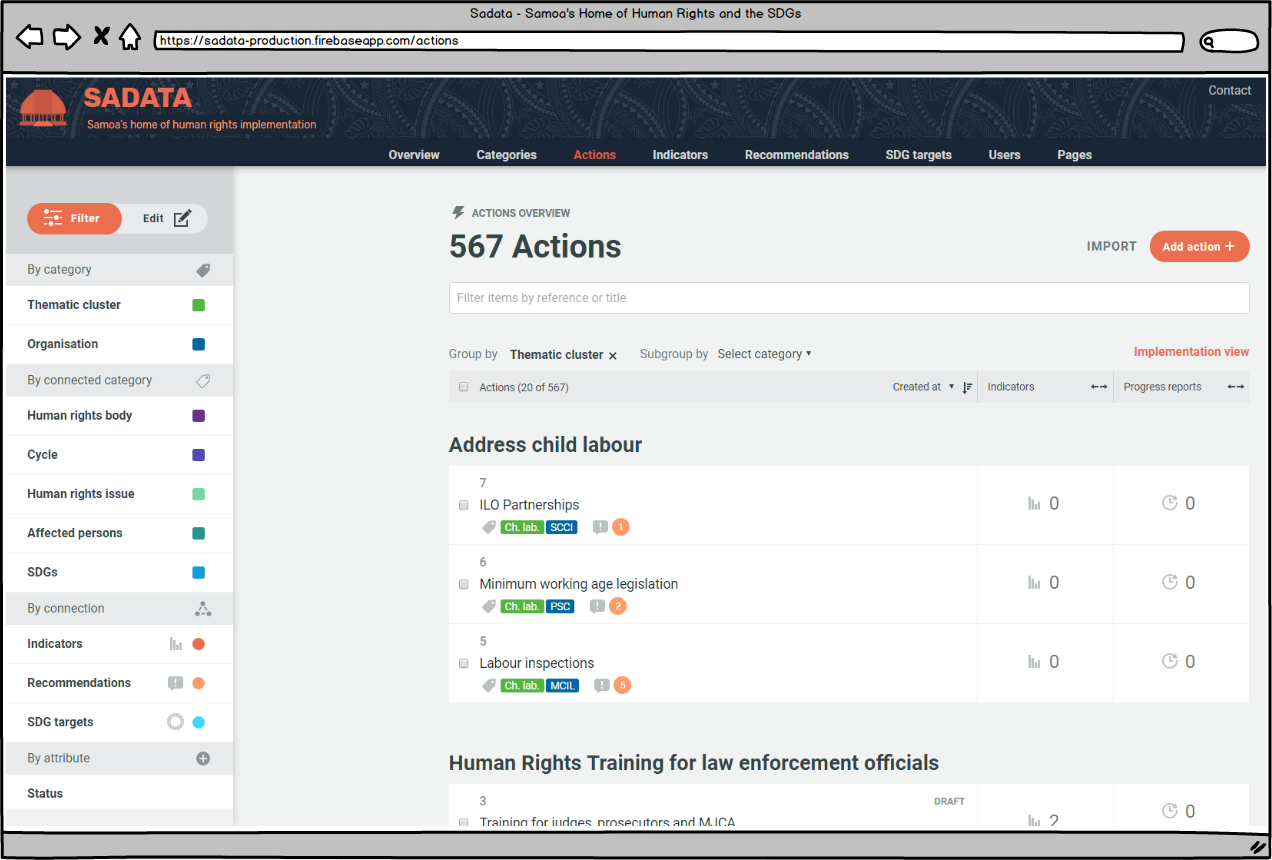 Sadata - Samoa's Home of Human Rights and the SDGs
https://sadata-production.firebaseapp.com/actions
SADATA
Contact
Samoa's home of human rights implementation
Overview Categories Actions Indicators Recommendations SDG targets Users Pages
Filter Edit
By category
Thematic cluster
Organisation
By connected category
Human rights body
Cycle
Human rights issue
Affected persons
SDGs
By connection
Indicators
Recommendations
SDG targets
By attribute
Status
ACTIONS OVERVIEW
567 Actions
IMPORT Add action +
Filter items by reference or title
Group by Thematic cluster × Subgroup by Select category
Implementation view
Actions (20 of 567) Created at Indicators Progress reports
Address child labour
7
ILO Partnerships
Ch. lab. SCCI 1
0 0
6
Minimum working age legislation
Ch. lab. PSC 2
0 0
5
Labour inspections
Ch. lab. MCIL 5
0 0
Human Rights Training for law enforcement officials
3 DRAFT
Training for judges, prosecutors and MJCA
2 0